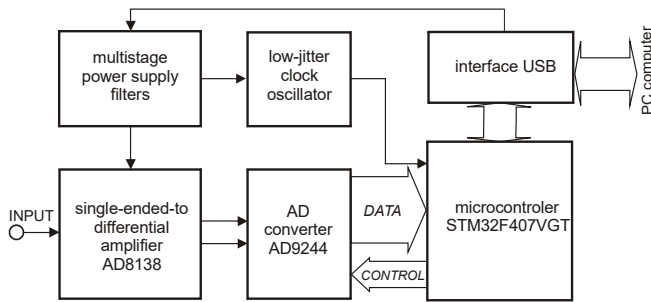 multistage
power supply
filters
low-jitter
clock
oscillator
interface USB
PC computer
INPUT
single-ended-to
differential
amplifier
AD8138
AD
converter
AD9244
DATA
CONTROL
microcontroler
STM32F407VGT